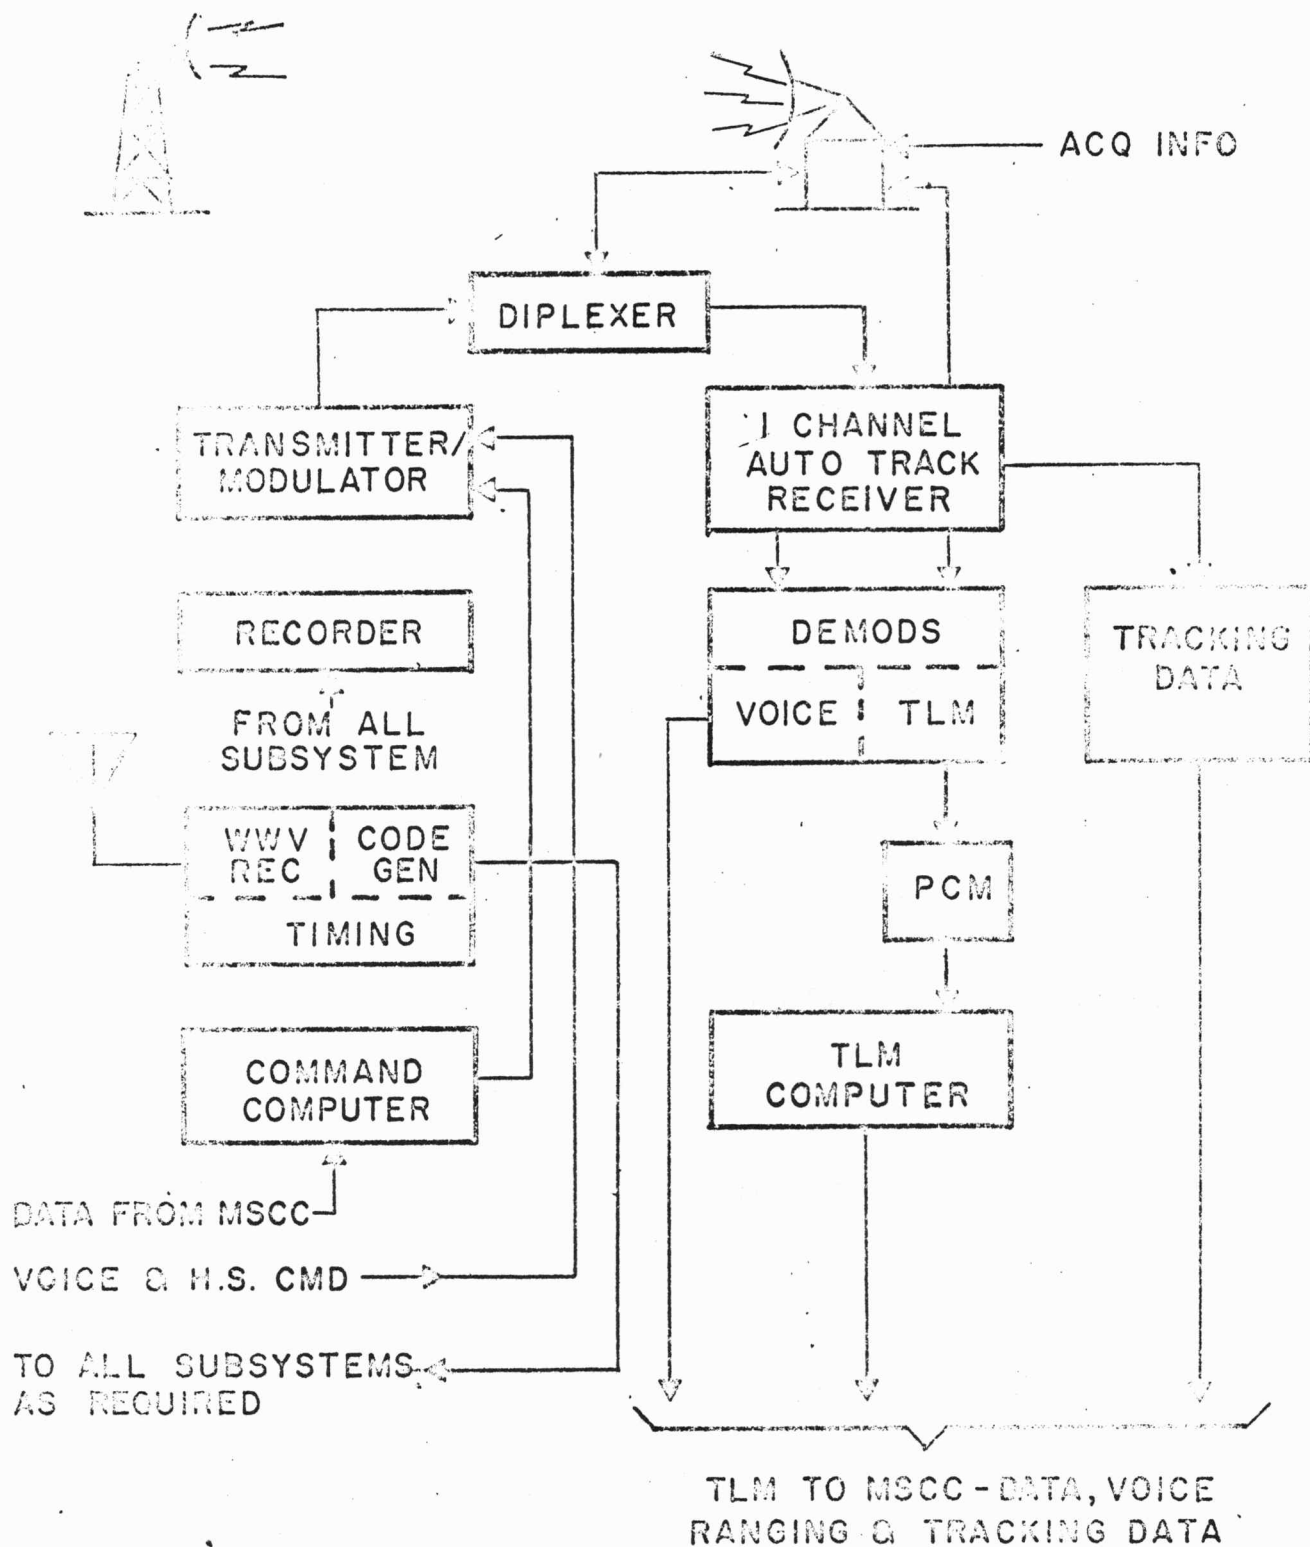 ACQ INFO
DIPLEXER
TRANSMITTER/
MODULATOR
1 CHANNEL
AUTO TRACK
RECEIVER
RECORDER
FROM ALL
SUBSYSTEM
DEMODS
VOICE
TLM
TRACKING
DATA
WWV
REC
CODE
GEN
TIMING
PCM
COMMAND
COMPUTER
TLM
COMPUTER
DATA FROM MSCC
VOICE & H.S. CMD
TO ALL SUBSYSTEMS
AS REQUIRED
TLM TO MSCC - DATA, VOICE
RANGING & TRACKING DATA